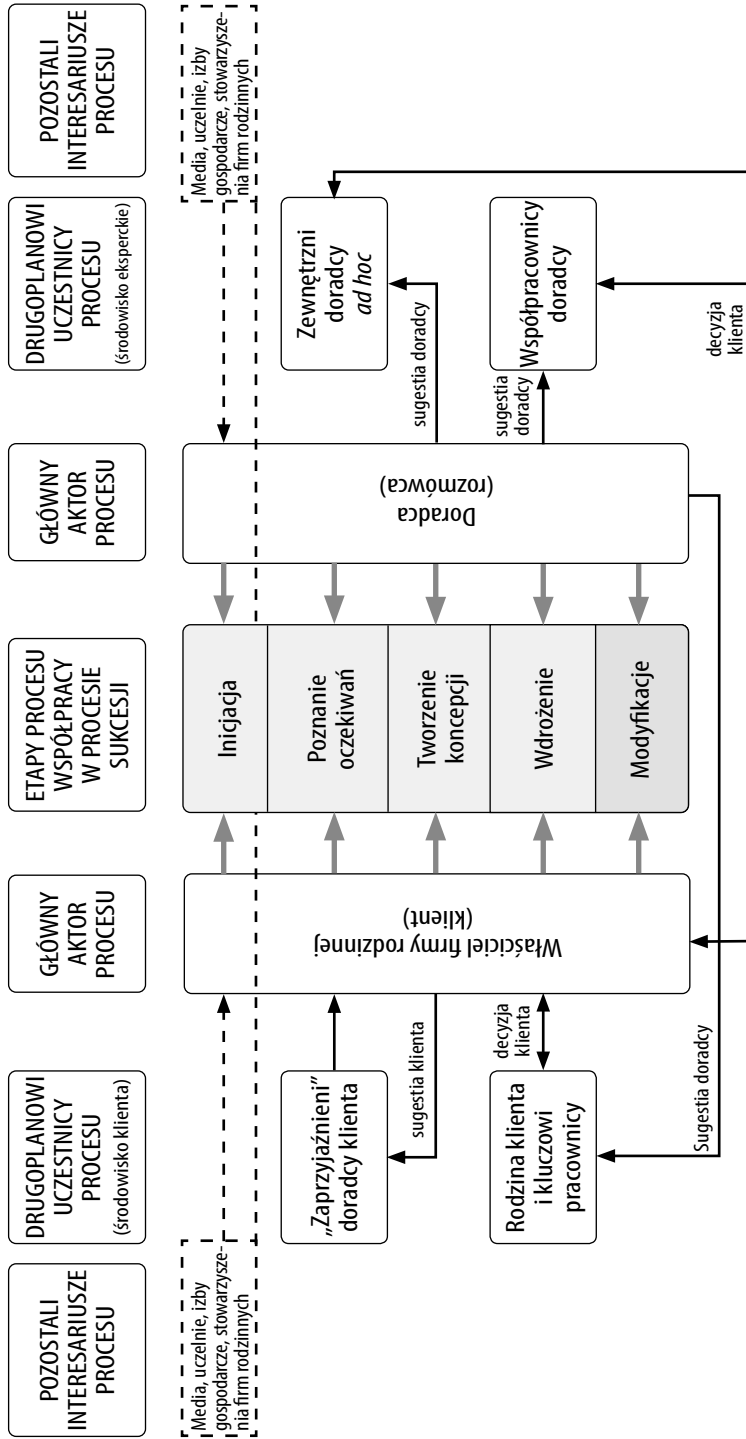 POZOSTALI
INTERESARIUSZE
PROCESU
DRUGOPLANOWI
UCZESTNICY
PROCESU
(środowisko klienta)
GŁÓWNY
AKTOR
PROCESU
ETAPY PROCESU
WSPÓŁPRACY
W PROCESIE
SUKCESJI
GŁÓWNY
AKTOR
PROCESU
DRUGOPLANOWI
UCZESTNICY
PROCESU
(środowisko eksperckie)
POZOSTALI
INTERESARIUSZE
PROCESU
Media, uczelnie, izby
gospodarcze, stowarzysze-
nia firm rodzinnych
„Zaprzyjaźnieni”
doradcy klienta
sugestia klienta
Rodzina klienta
i kluczowi
pracownicy
decyzja
klienta
Sugestia doradcy
Właściciel firmy rodzinnej
(klient)
Inicjacja
Poznanie
oczekiwań
Tworzenie
koncepcji
Wdrożenie
Modyfikacje
Doradca
(rozmówca)
Media, uczelnie, izby
gospodarcze, stowarzysze-
nia firm rodzinnych
Zewnętrzni
doradcy
ad hoc
sugestia doradcy
sugestia
doradcy
Współpracownicy
doradcy
decyzja
klienta